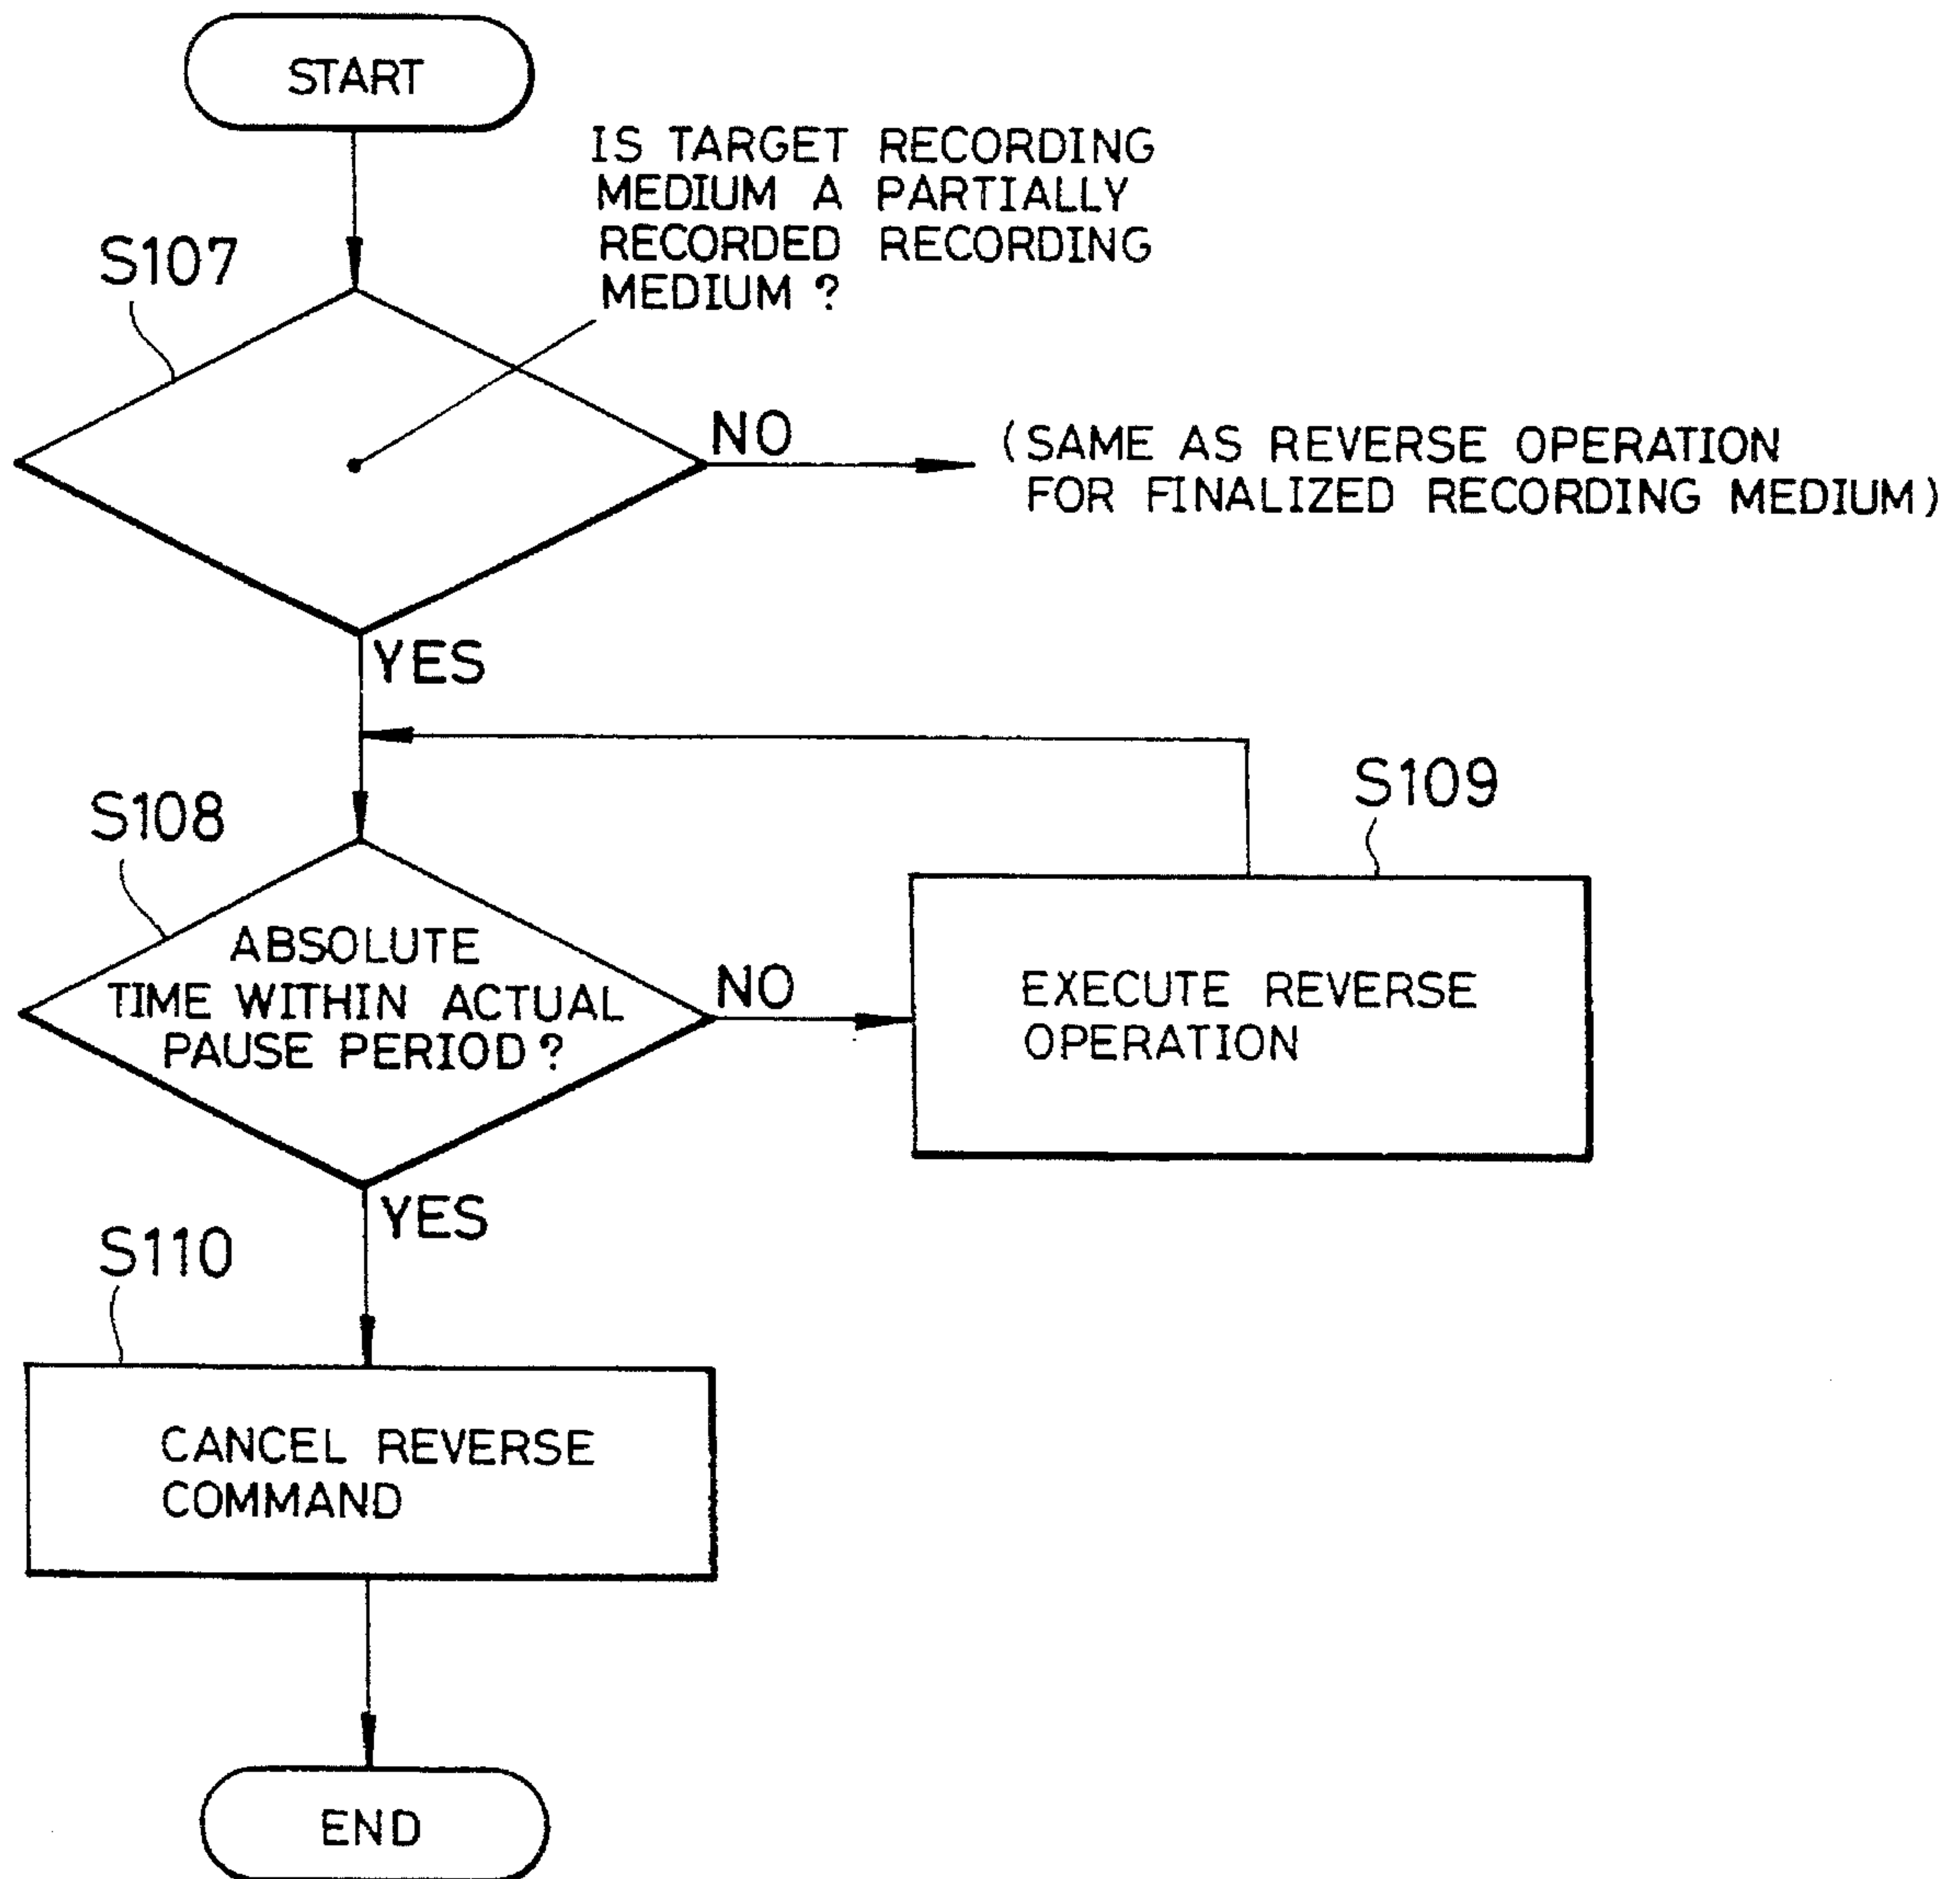 START
IS TARGET RECORDING
MEDIUM A PARTIALLY
RECORDED RECORDING
MEDIUM ?
S107
NO
(SAME AS REVERSE OPERATION
FOR FINALIZED RECORDING MEDIUM)
YES
S109
S108
ABSOLUTE
TIME WITHIN ACTUAL
PAUSE PERIOD ?
NO
EXECUTE REVERSE
OPERATION
YES
S110
CANCEL REVERSE
COMMAND
END